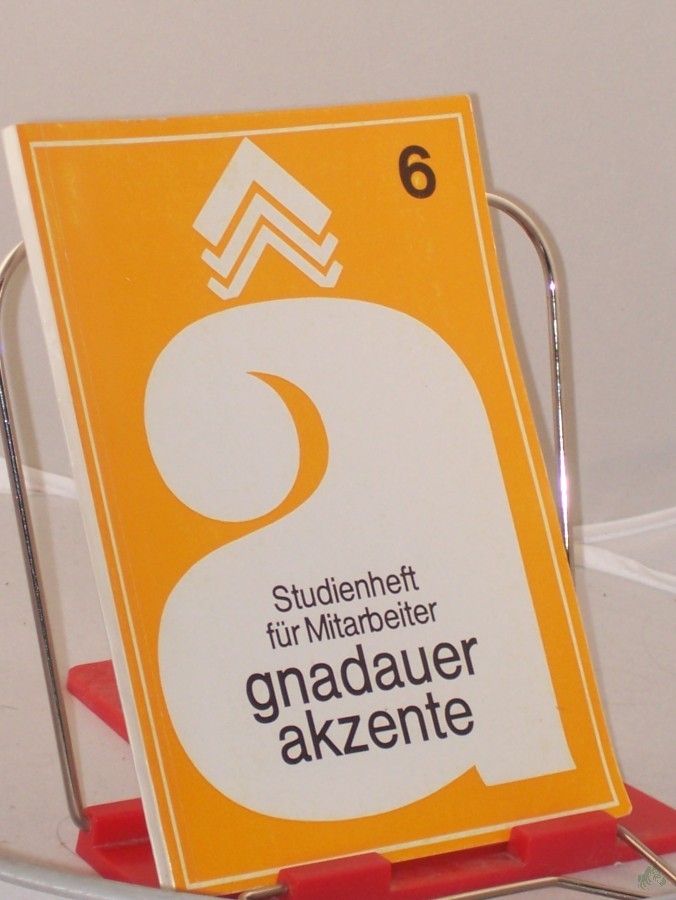 6
a
Studienheft
für Mitarbeiter
gnadauer
akzente